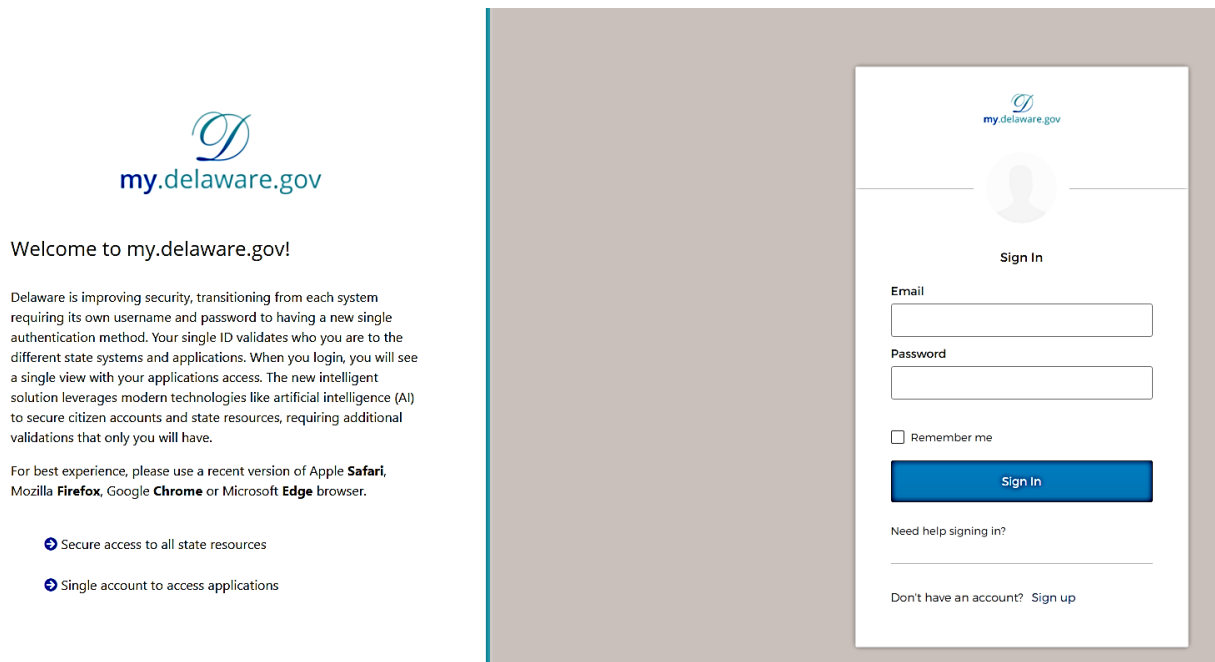 D
my.delaware.gov
Welcome to my.delaware.gov!
Delaware is improving security, transitioning from each system
requiring its own username and password to having a new single
authentication method. Your single ID validates who you are to the
different state systems and applications. When you login, you will see
a single view with your applications access. The new intelligent
solution leverages modern technologies like artificial intelligence (AI)
to secure citizen accounts and state resources, requiring additional
validations that only you will have.
For best experience, please use a recent version of Apple Safari,
Mozilla Firefox, Google Chrome or Microsoft Edge browser.
Secure access to all state resources
Single account to access applications
D
my.delaware.gov
Sign In
Email
Password
Remember me
Sign In
Need help signing in?
Don't have an account? Sign up